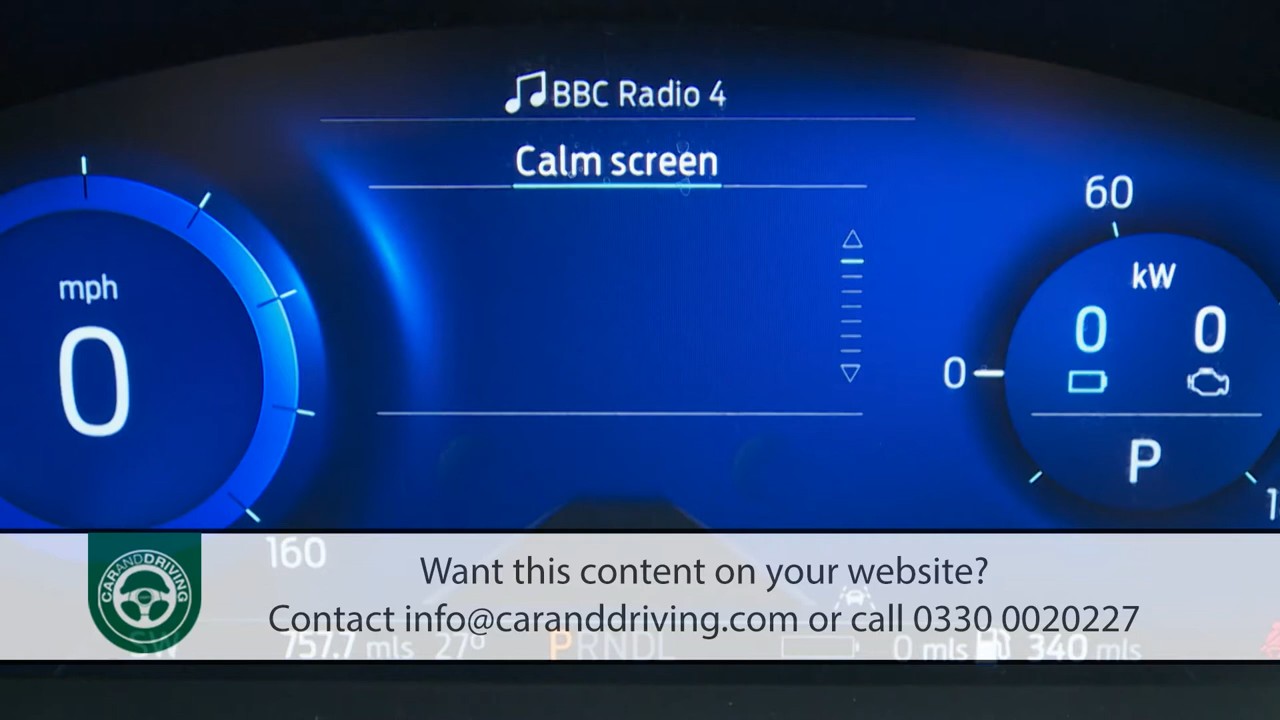 BBC Radio 4
Calm screen
60
mph
kW
0
0
0
0
P
160
Want this content on your website?
Contact info@caranddriving.com or call 0330 0020227
CARANDDRIVING
SW
757.7 mls
27°
PRNDL
0 mls
340 mls